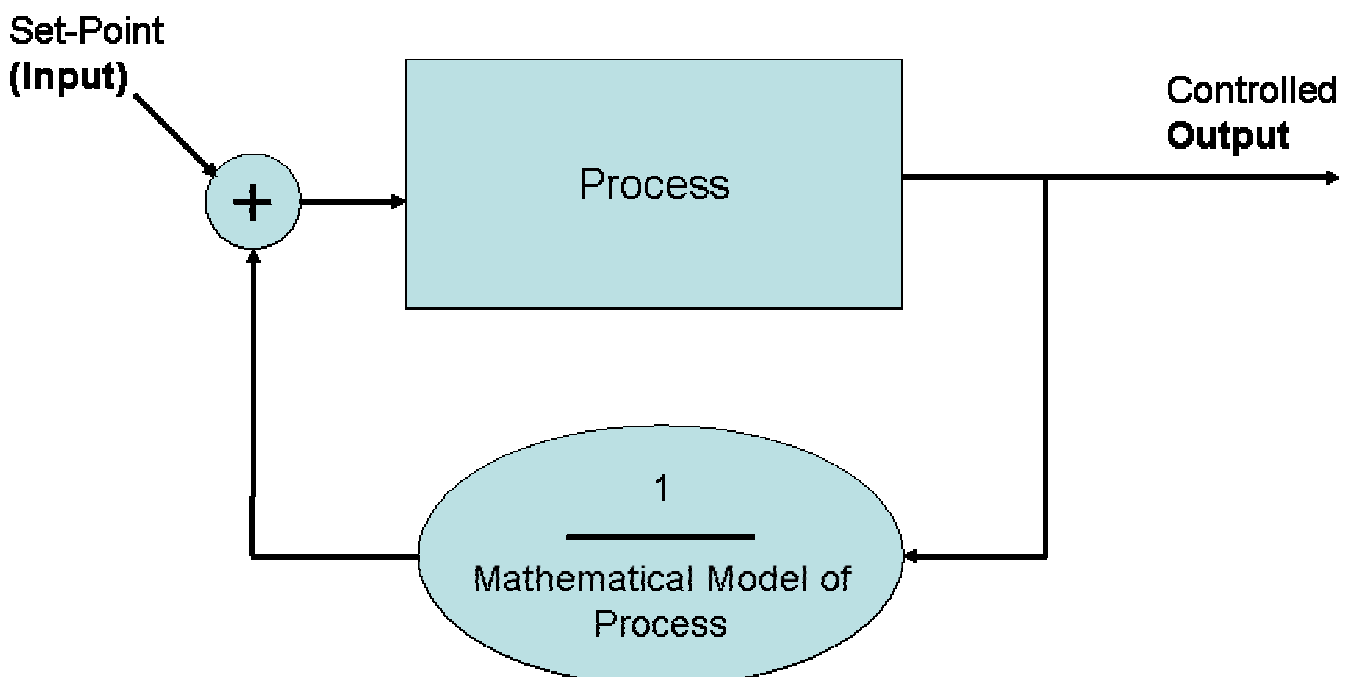 Set-Point
(Input)
Controlled
Output
+
Process
1
Mathematical Model of
Process